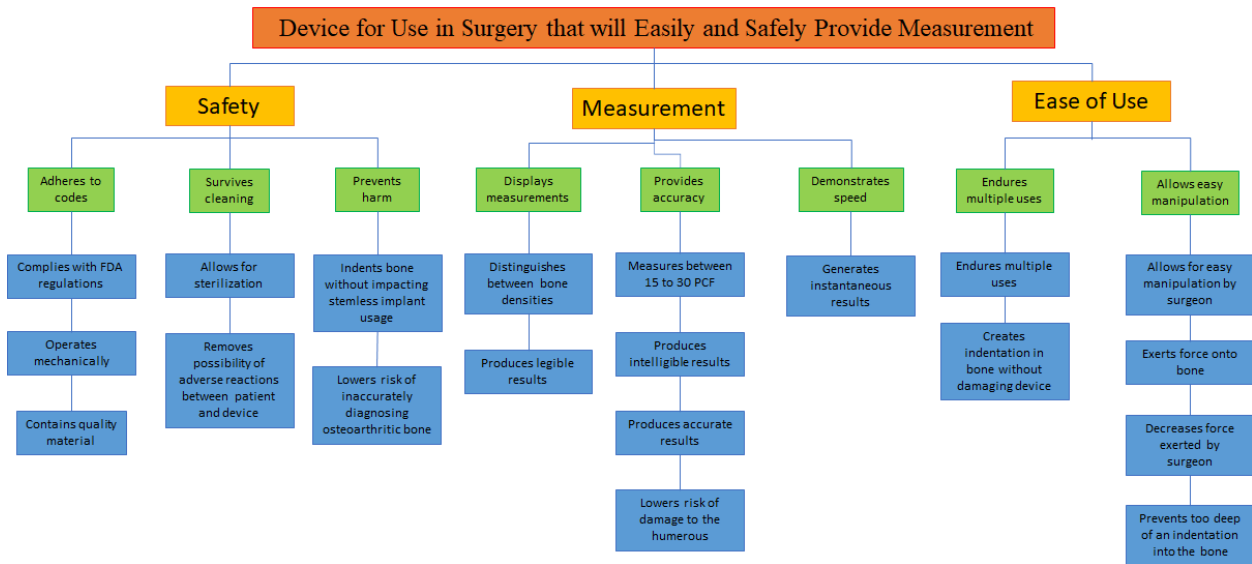 Device for Use in Surgery that will Easily and Safely Provide Measurement
Safety
Measurement
Ease of Use
Adheres to
codes
Survives
cleaning
Prevents
harm
Displays
measurements
Provides
accuracy
Demonstrates
speed
Endures
multiple uses
Allows easy
manipulation
Complies with FDA
regulations
Operates
mechanically
Contains quality
material
Allows for
sterilization
Removes
possibility of
adverse reactions
between patient
and device
Indents bone
without impacting
stemless implant
usage
Lowers risk of
inaccurately
diagnosing
osteoarthritic bone
Distinguishes
between bone
densities
Produces legible
results
Measures between
15 to 30 PCF
Produces
intelligible results
Produces accurate
results
Lowers risk of
damage to the
humerous
Generates
instantaneous
results
Endures multiple
uses
Creates
indentation in
bone without
damaging device
Allows for easy
manipulation by
surgeon
Exerts force onto
bone
Decreases force
exerted by
surgeon
Prevents too deep
of an indentation
into the bone